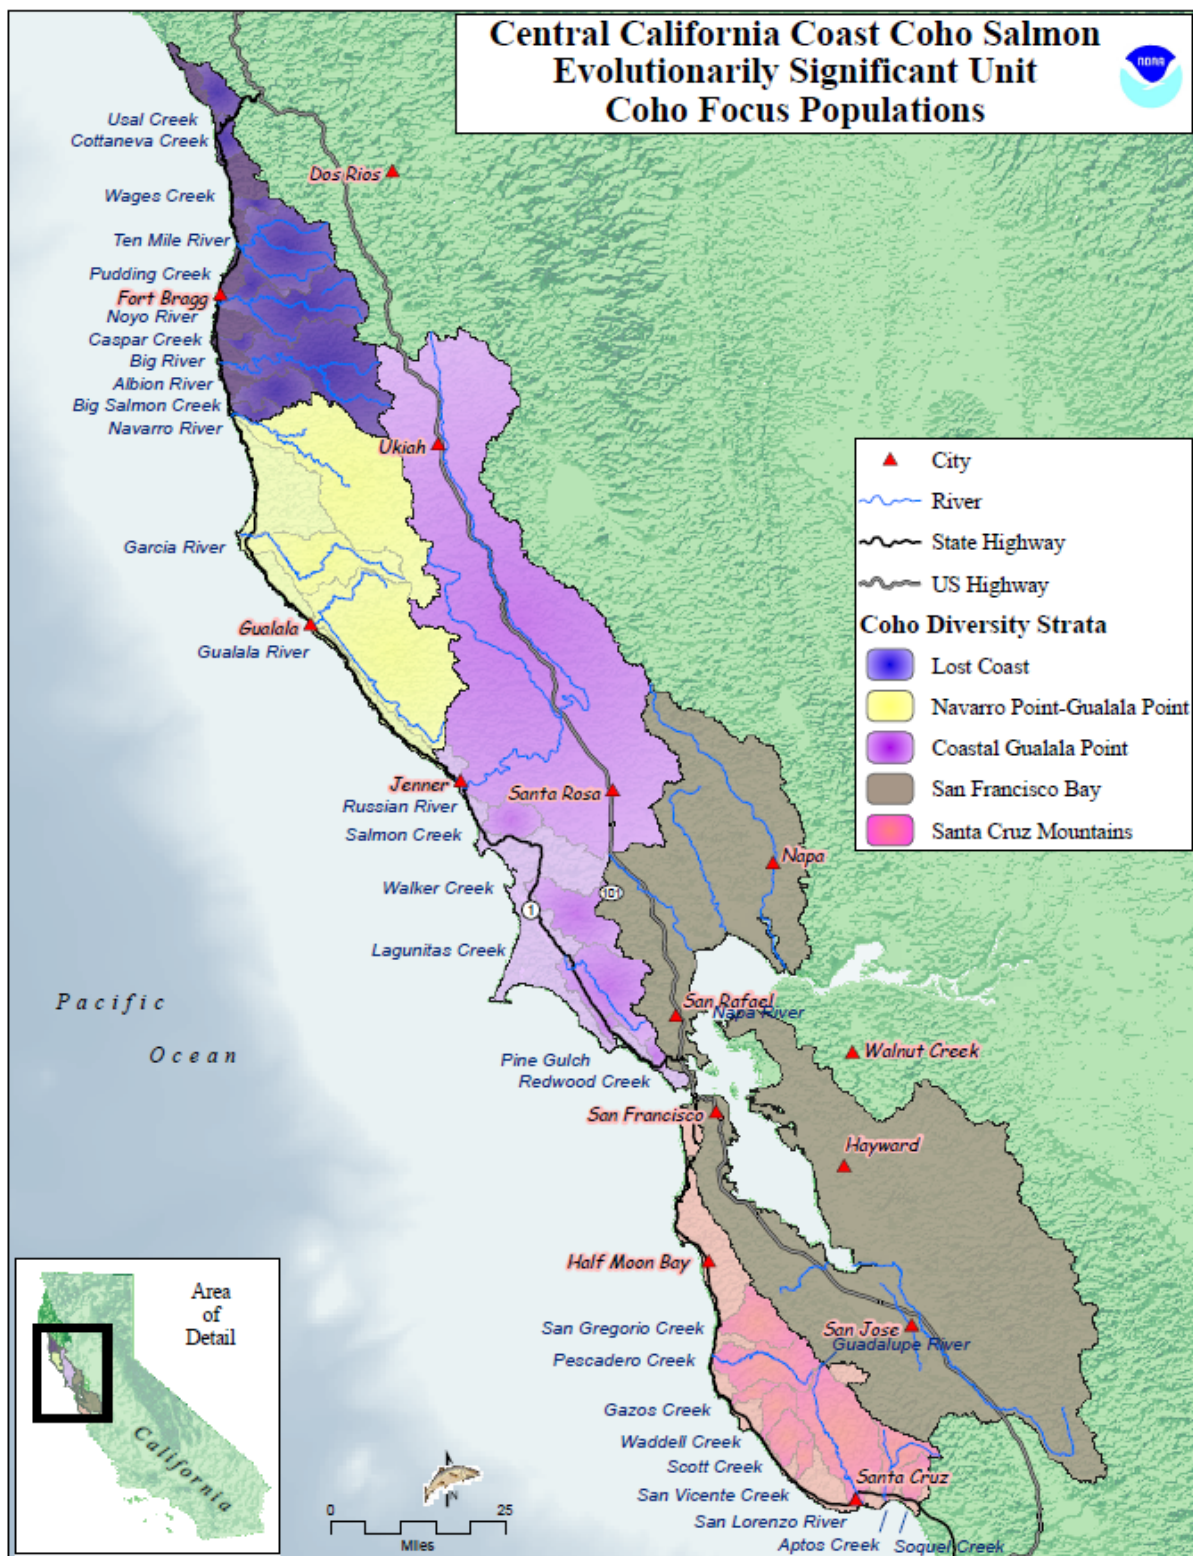 Central California Coast Coho Salmon
Evolutionarily Significant Unit
Coho Focus Populations
NOAA
Usal Creek
Cottaneva Creek
Dos Rios
Wages Creek
Ten Mile River
Pudding Creek
Fort Bragg
Noyo River
Caspar Creek
Big River
Albion River
Big Salmon Creek
Navarro River
Ukiah
Garcia River
Gualala
Gualala River
City
River
State Highway
US Highway
Coho Diversity Strata
Lost Coast
Navarro Point-Gualala Point
Coastal Gualala Point
San Francisco Bay
Santa Cruz Mountains
Jenner
Santa Rosa
Russian River
Salmon Creek
Napa
Walker Creek
101
1
Lagunitas Creek
Pacific
Ocean
San Rafael
Napa River
Walnut Creek
Pine Gulch
Redwood Creek
San Francisco
Hayward
Half Moon Bay
San Gregorio Creek
San Jose
Guadalupe River
Pescadero Creek
Gazos Creek
Waddell Creek
Scott Creek
Santa Cruz
San Vicente Creek
San Lorenzo River
Aptos Creek
Soquel Creek
Area
of
Detail
California
N
0
25
Miles